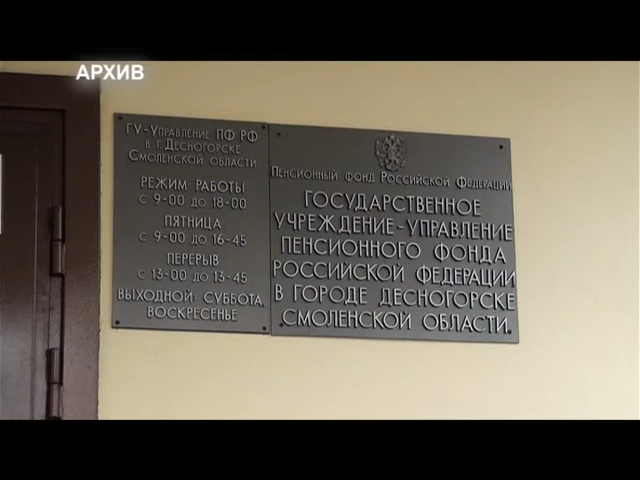 АРХИВ
ГУ-Управление ПФ РФ
в г. Десногорске
Смоленской области
РЕЖИМ РАБОТЫ
с 9-00 до 18-00
ПЯТНИЦА
с 9-00 до 16-45
ПЕРЕРЫВ
с 13-00 до 13-45
ВЫХОДНОЙ: СУББОТА,
ВОСКРЕСЕНЬЕ
Пенсионный фонд Российской Федерации
ГОСУДАРСТВЕННОЕ
УЧРЕЖДЕНИЕ-УПРАВЛЕНИЕ
ПЕНСИОННОГО ФОНДА
РОССИЙСКОЙ ФЕДЕРАЦИИ
В ГОРОДЕ ДЕСНОГОРСКЕ
СМОЛЕНСКОЙ ОБЛАСТИ.